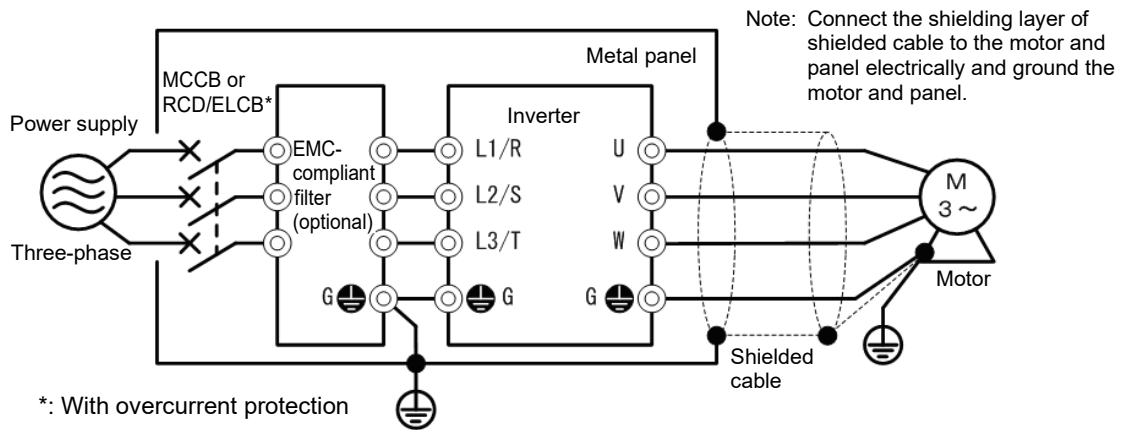 Note: Connect the shielding layer of
shielded cable to the motor and
panel electrically and ground the
motor and panel.
Metal panel
MCCB or
RCD/ELCB*
Power supply
Three-phase
EMC-
compliant
filter
(optional)
G
Inverter
L1/R
L2/S
L3/T
G
U
V
W
G
M
3~
Motor
Shielded
cable
*: With overcurrent protection